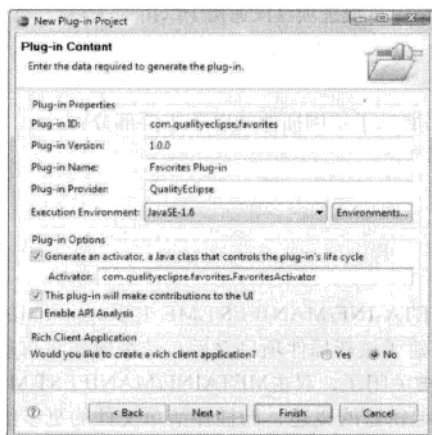 New Plug-in Project
Plug-in Content
Enter the data required to generate the plug-in.
Plug-in Properties
Plug-in ID: com.qualityeclipse.favorites
Plug-in Version: 1.0.0
Plug-in Name: Favorites Plug-in
Plug-in Provider: QualityEclipse
Execution Environment: JavaSE-1.6 Environments...
Plug-in Options
Generate an activator, a Java class that controls the plug-in's life cycle
Activator: com.qualityeclipse.favorites.FavoritesActivator
This plug-in will make contributions to the UI
Enable API Analysis
Rich Client Application
Would you like to create a rich client application? Yes No
? < Back Next > Finish Cancel